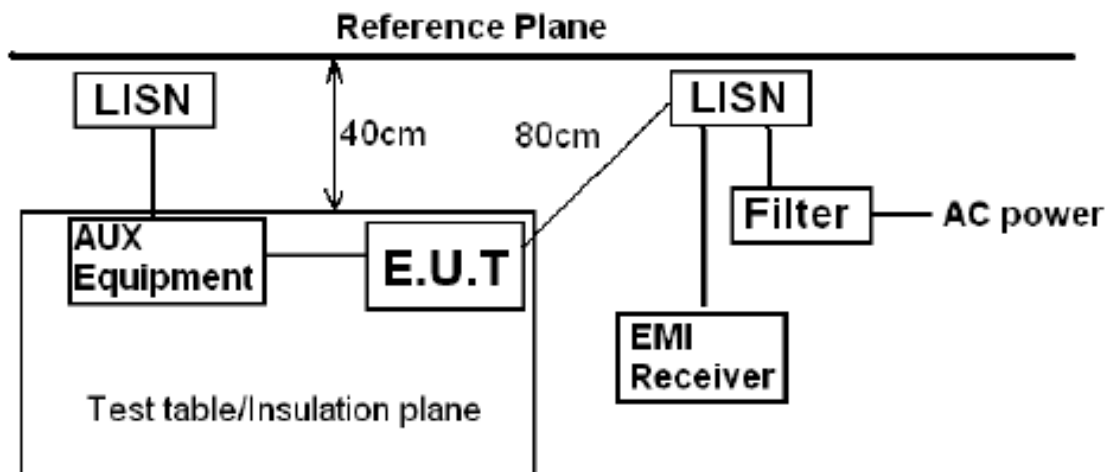 Reference Plane
LISN
40cm
80cm
LISN
AUX
Equipment
E.U.T
Filter
AC power
EMI
Receiver
Test table/Insulation plane